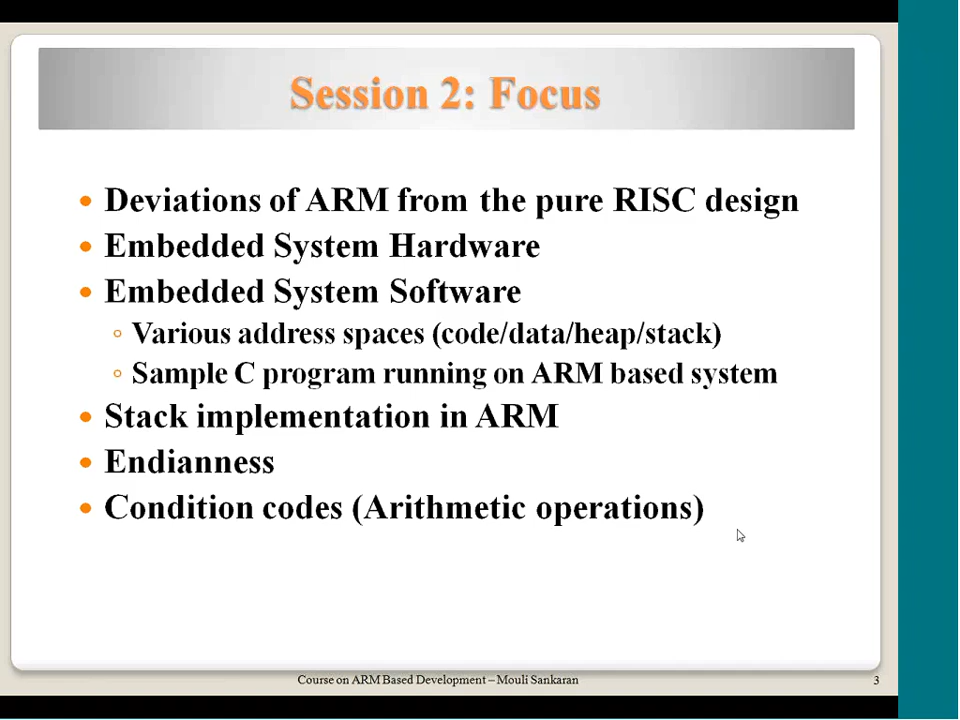 Session 2: Focus
• Deviations of ARM from the pure RISC design
• Embedded System Hardware
• Embedded System Software
◦ Various address spaces (code/data/heap/stack)
◦ Sample C program running on ARM based system
• Stack implementation in ARM
• Endianness
• Condition codes (Arithmetic operations)
Course on ARM Based Development – Mouli Sankaran
3